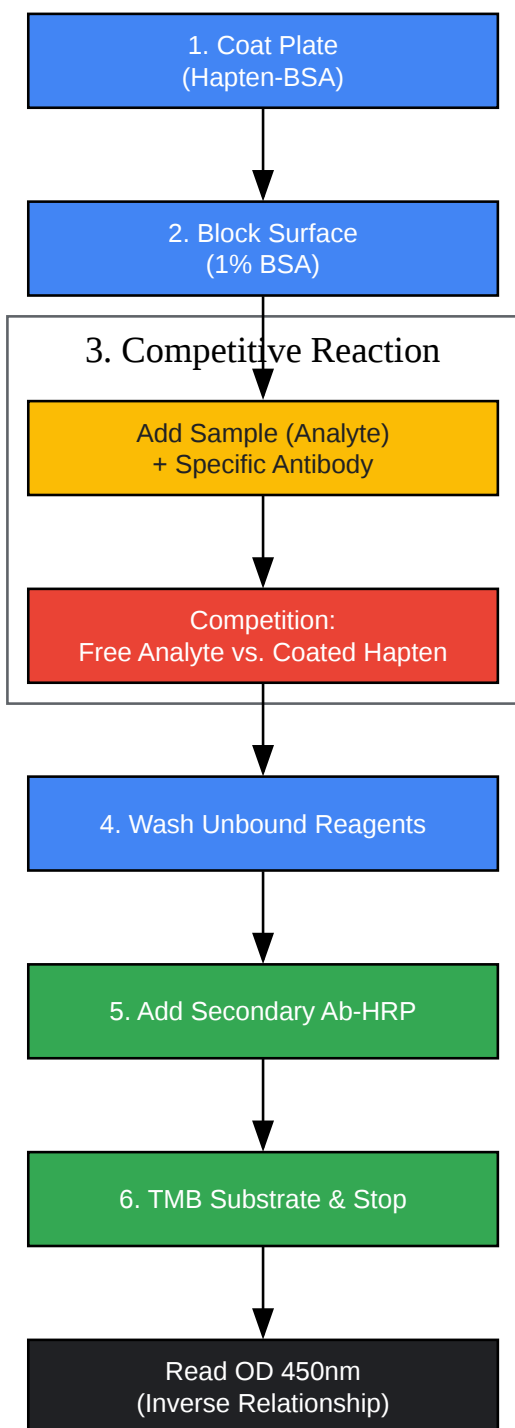 1. Coat Plate
(Hapten-BSA)
2. Block Surface
(1% BSA)
3. Competitive Reaction
Add Sample (Analyte)
+ Specific Antibody
Competition:
Free Analyte vs. Coated Hapten
4. Wash Unbound Reagents
5. Add Secondary Ab-HRP
6. TMB Substrate & Stop
Read OD 450nm
(Inverse Relationship)